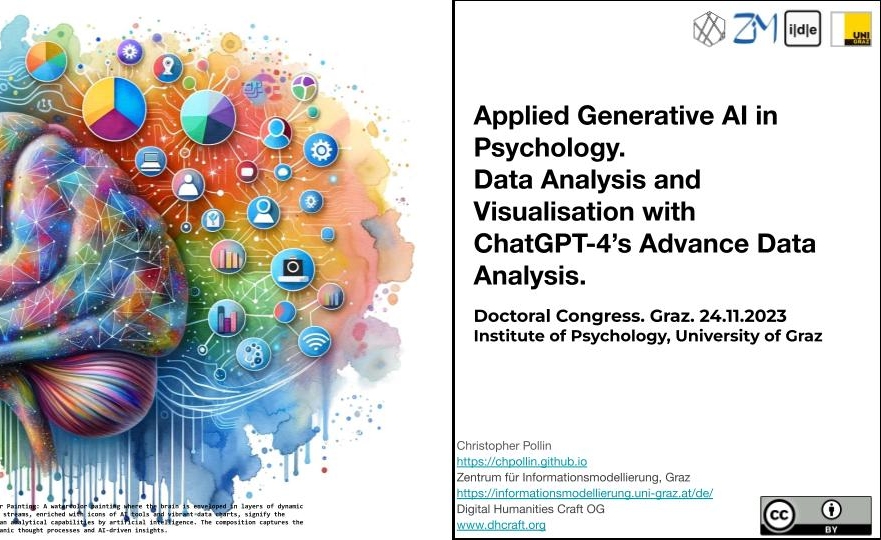 ZIM
i|d|e
UNI
GRAZ
Applied Generative AI in
Psychology.
Data Analysis and
Visualisation with
ChatGPT-4’s Advance Data
Analysis.
Doctoral Congress. Graz. 24.11.2023
Institute of Psychology, University of Graz
Christopher Pollin
https://chpollin.github.io
Zentrum für Informationsmodellierung, Graz
https://informationsmodellierung.uni-graz.at/de/
Digital Humanities Craft OG
www.dhcraft.org
cc
BY
r Painting: A watercolor painting where the brain is enveloped in layers of dynamic
streams, enriched with icons of AI tools and vibrant data charts, signify the
an analytical capabilities by artificial intelligence. The composition captures the
anic thought processes and AI-driven insights.